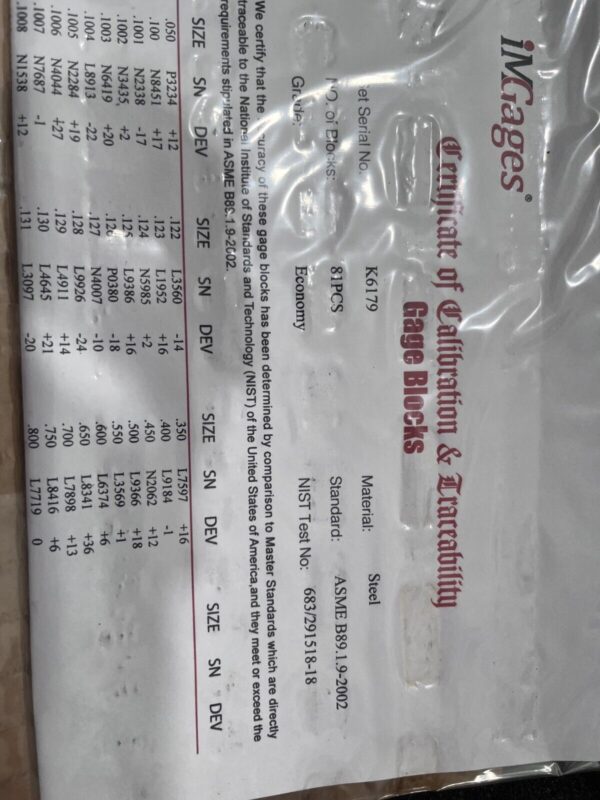 iMGages®
Certificate of Calibration & Traceability
Gage Blocks
et Serial No. K6179 Material: Steel
NO. of Blocks: 81PCS Standard: ASME B89.1.9-2002
Grade: Economy NIST Test No: 683/291518-18
We certify that the accuracy of these gage blocks has been determined by comparison to Master Standards which are directly
traceable to the National Institute of Standards and Technology (NIST) of the United States of America,and they meet or exceed the
requirements stipulated in ASME B89.1.9-2002.
SIZE SN DEV SIZE SN DEV SIZE SN DEV SIZE SN DEV
.050 P3234 +12 .122 L3560 -14 .350 L7597 +16
.100 N8451 +17 .123 L1952 +16 .400 L9184 -1
.1001 N2338 -17 .124 N5985 +2 .450 N2062 +12
.1002 N3435 +2 .125 L9386 +16 .500 L9366 +18
.1003 N6419 +20 .126 P0380 -18 .550 L3569 +1
.1004 L8913 -22 .127 N4007 -10 .600 L6374 +6
.1005 N2284 +19 .128 L9926 -24 .650 L8341 +36
.1006 N4044 +27 .129 L4911 +14 .700 L7898 +13
.1007 N7687 -1 .130 L4645 +21 .750 L8416 +6
.1008 N1538 +12 .131 L3097 -20 .800 L7719 0